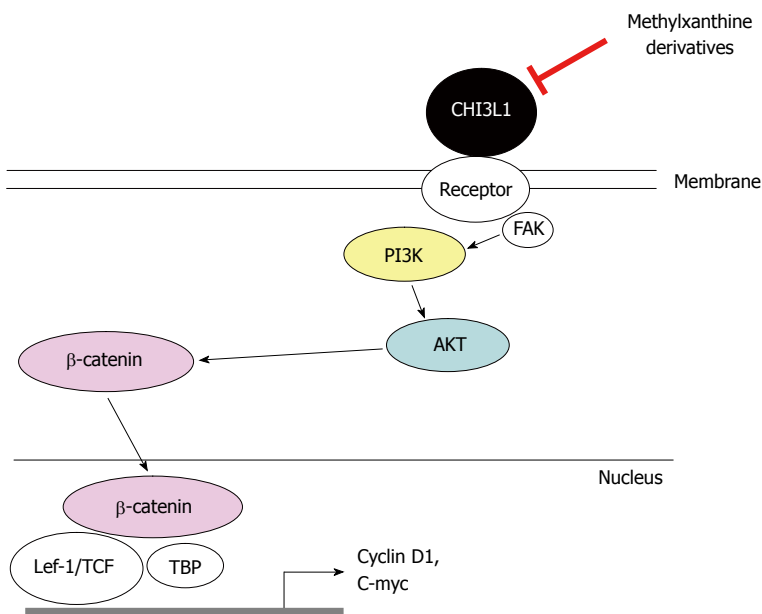 Methylxanthine
derivatives
CHI3L1
Receptor
Membrane
FAK
PI3K
AKT
β-catenin
Nucleus
β-catenin
Lef-1/TCF
TBP
Cyclin D1,
C-myc